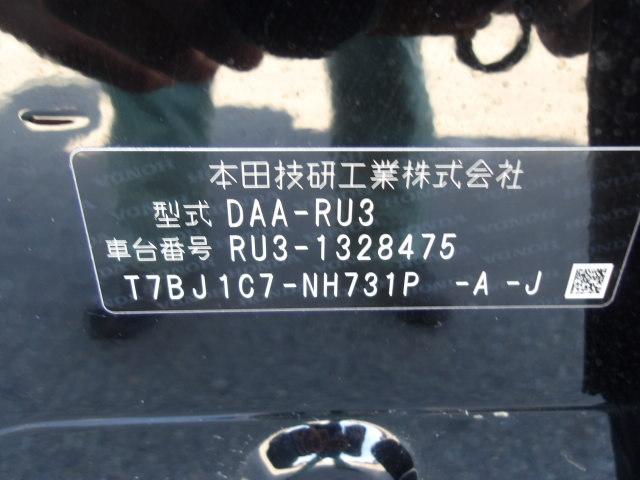 本田技研工業株式会社
型式 DAA-RU3
車台番号 RU3-1328475
T7BJ1C7-NH731P -A -J